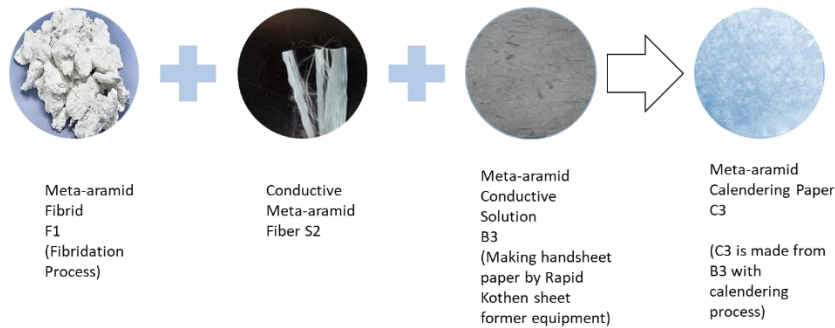 Meta-aramid
Fibrid
F1
(Fibridation
Process)
Conductive
Meta-aramid
Fiber S2
Meta-aramid
Conductive
Solution
B3
(Making handsheet
paper by Rapid
Kothen sheet
former equipment)
Meta-aramid
Calendering Paper
C3
(C3 is made from
B3 with
calendering
process)